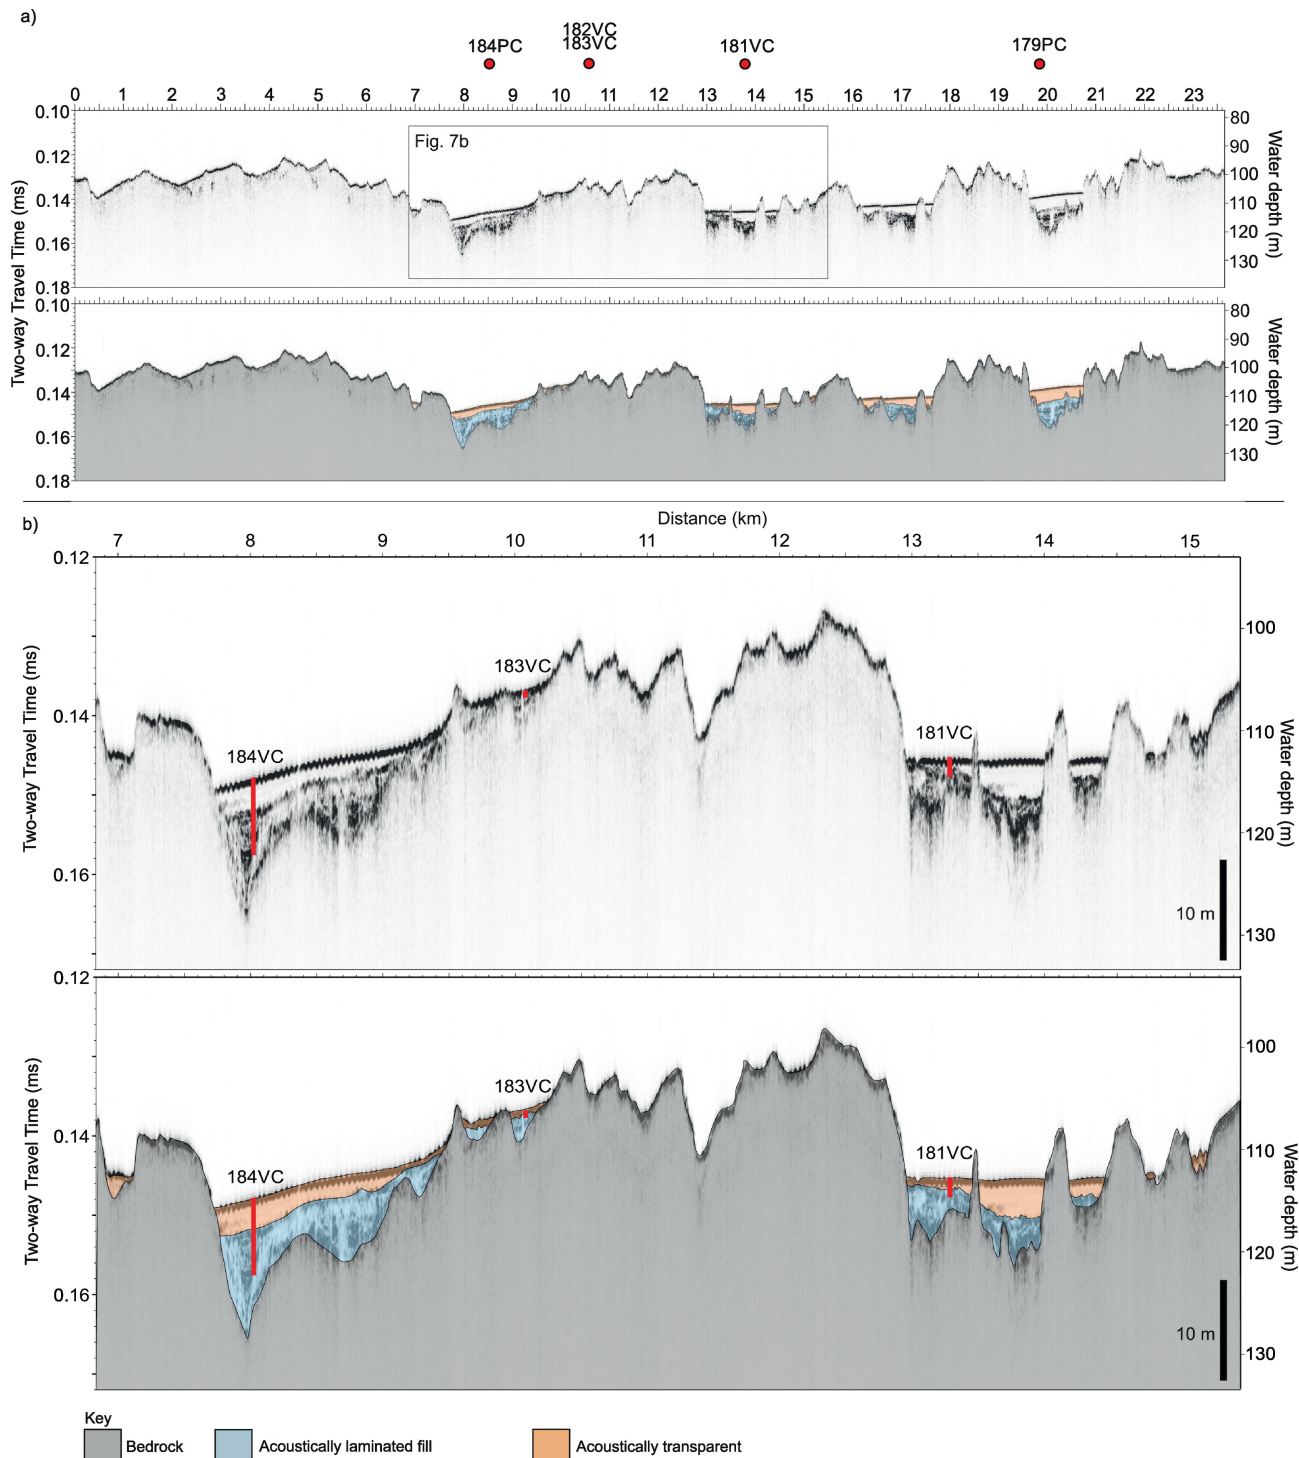 a)
182VC
184PC 183VC 181VC 179PC
0 1 2 3 4 5 6 7 8 9 10 11 12 13 14 15 16 17 18 19 20 21 22 23
0.10 80
Fig. 7b
90
0.12
100
0.14
110
0.16 120
130
0.18
Two-way Travel Time (ms)
Water depth (m)
0.10 80
90
0.12
100
0.14 110
0.16 120
130
0.18
Water depth (m)
b)
Distance (km)
7 8 9 10 11 12 13 14 15
0.12
100
183VC
0.14
110
181VC
184VC
120
0.16
10 m
130
Two-way Travel Time (ms)
Water depth (m)
0.12
100
183VC
0.14
110
181VC
184VC
120
0.16
10 m
130
Two-way Travel Time (ms)
Water depth (m)
Key
Bedrock Acoustically laminated fill Acoustically transparent